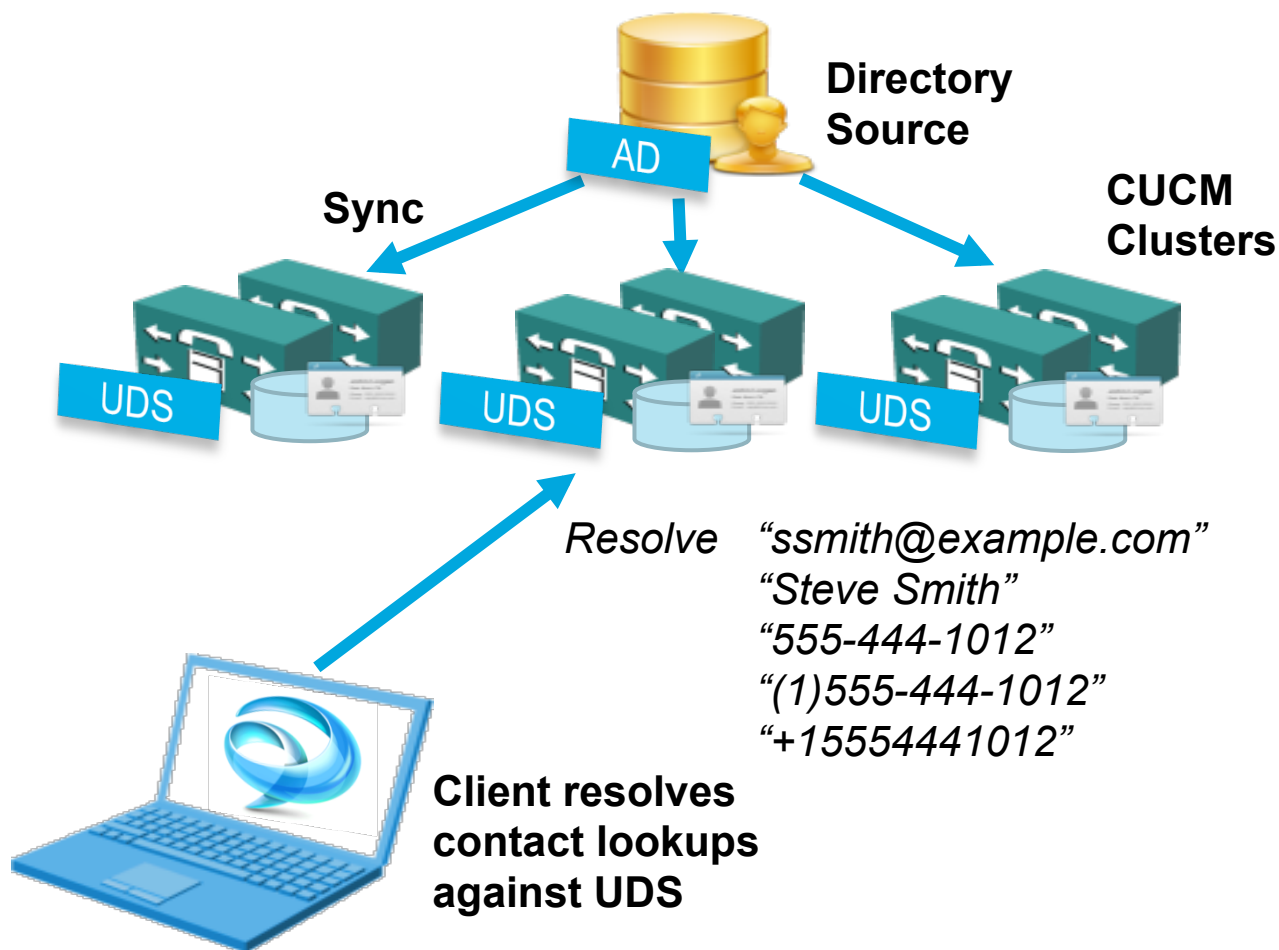 Directory
Source
AD
CUCM
Clusters
Sync
UDS
UDS
UDS
Resolve “ssmith@example.com”
“Steve Smith”
“555-444-1012”
“(1)555-444-1012”
“+15554441012”
Client resolves
contact lookups
against UDS